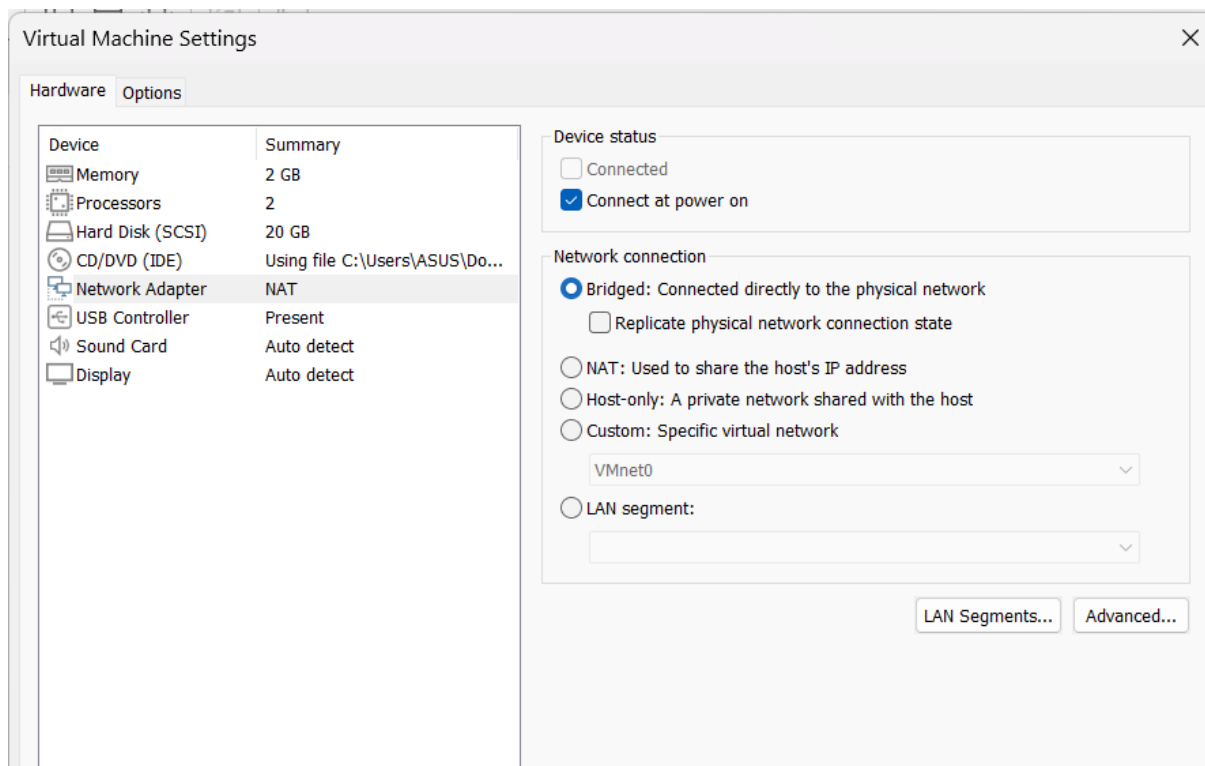 Virtual Machine Settings
Hardware Options
Device Summary
Memory 2 GB
Processors 2
Hard Disk (SCSI) 20 GB
CD/DVD (IDE) Using file C:\Users\ASUS\Do...
Network Adapter NAT
USB Controller Present
Sound Card Auto detect
Display Auto detect
Device status
Connected
Connect at power on
Network connection
Bridged: Connected directly to the physical network
Replicate physical network connection state
NAT: Used to share the host's IP address
Host-only: A private network shared with the host
Custom: Specific virtual network
VMnet0
LAN segment:
LAN Segments... Advanced...